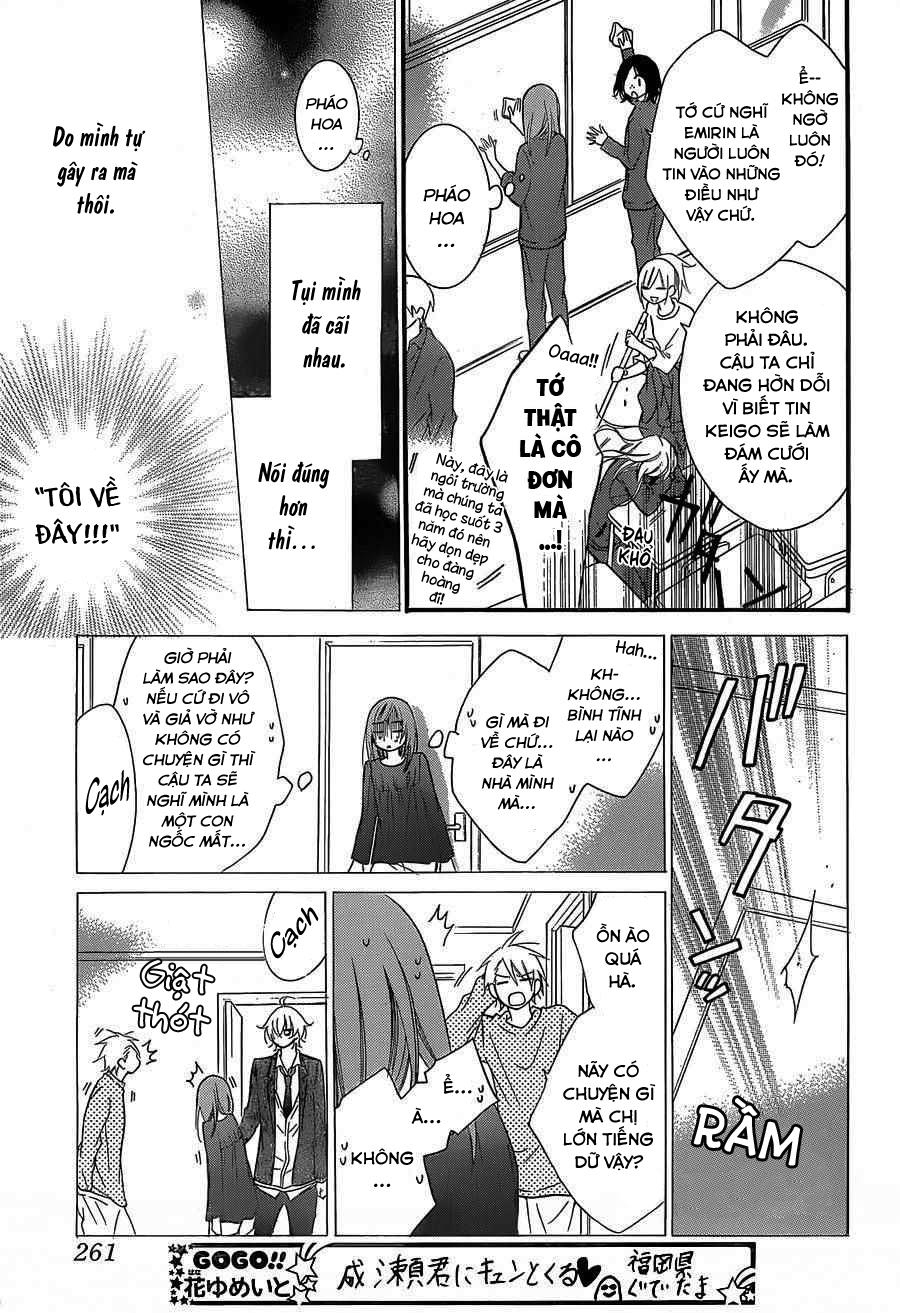 Ể--
KHÔNG
NGỜ
LUÔN
ĐÓ!
TỚ CỨ NGHĨ
EMIRIN LÀ
NGƯỜI LUÔN
TIN VÀO NHỮNG
ĐIỀU NHƯ
VẬY CHỨ.
KHÔNG
PHẢI ĐÂU.
CẬU TA CHỈ
ĐANG HỜN DỖI
VÌ BIẾT TIN
KEIGO SẼ LÀM
ĐÁM CƯỚI
ẤY MÀ.
Oaaa!!
TỚ
THẬT
LÀ CÔ
ĐƠN
MÀ
...!
ĐAU
KHỔ
Này, đây là
ngôi trường
mà chúng ta
đã học suốt 3
năm đó nên
hãy dọn dẹp
cho đàng
hoàng
đi!
PHÁO
HOA
...
PHÁO
HOA
...
Tụi mình
đã cãi
nhau.
Nói đúng
hơn
thì...
Do mình tự
gây ra mà
thôi.
"TÔI VỀ
ĐÂY!!!"
バタン
RẦM
Hah...
KH-
KHÔNG...
BÌNH TĨNH
LẠI NÀO
...
GÌ MÀ ĐI
VỀ CHỨ...
ĐÂY LÀ
NHÀ MÌNH
MÀ...
GIỜ PHẢI
LÀM SAO ĐÂY?
NẾU CỨ ĐI VÔ
VÀ GIẢ VỜ NHƯ
KHÔNG CÓ
CHUYỆN GÌ THÌ
CẬU TA SẼ
NGHĨ MÌNH LÀ
MỘT CON
NGỐC MẤT...
CẠCH
ỒN ÀO
QUÁ
HÀ.
NÃY CÓ
CHUYỆN GÌ
MÀ CHỊ
LỚN TIẾNG
DỮ VẬY?
Ể...
À...
KHÔNG
...
CẠCH
Giật
thót
261
GOGO!!
花ゆめいと
成瀬君にキュンとくる♥
福岡県
ぐでたま